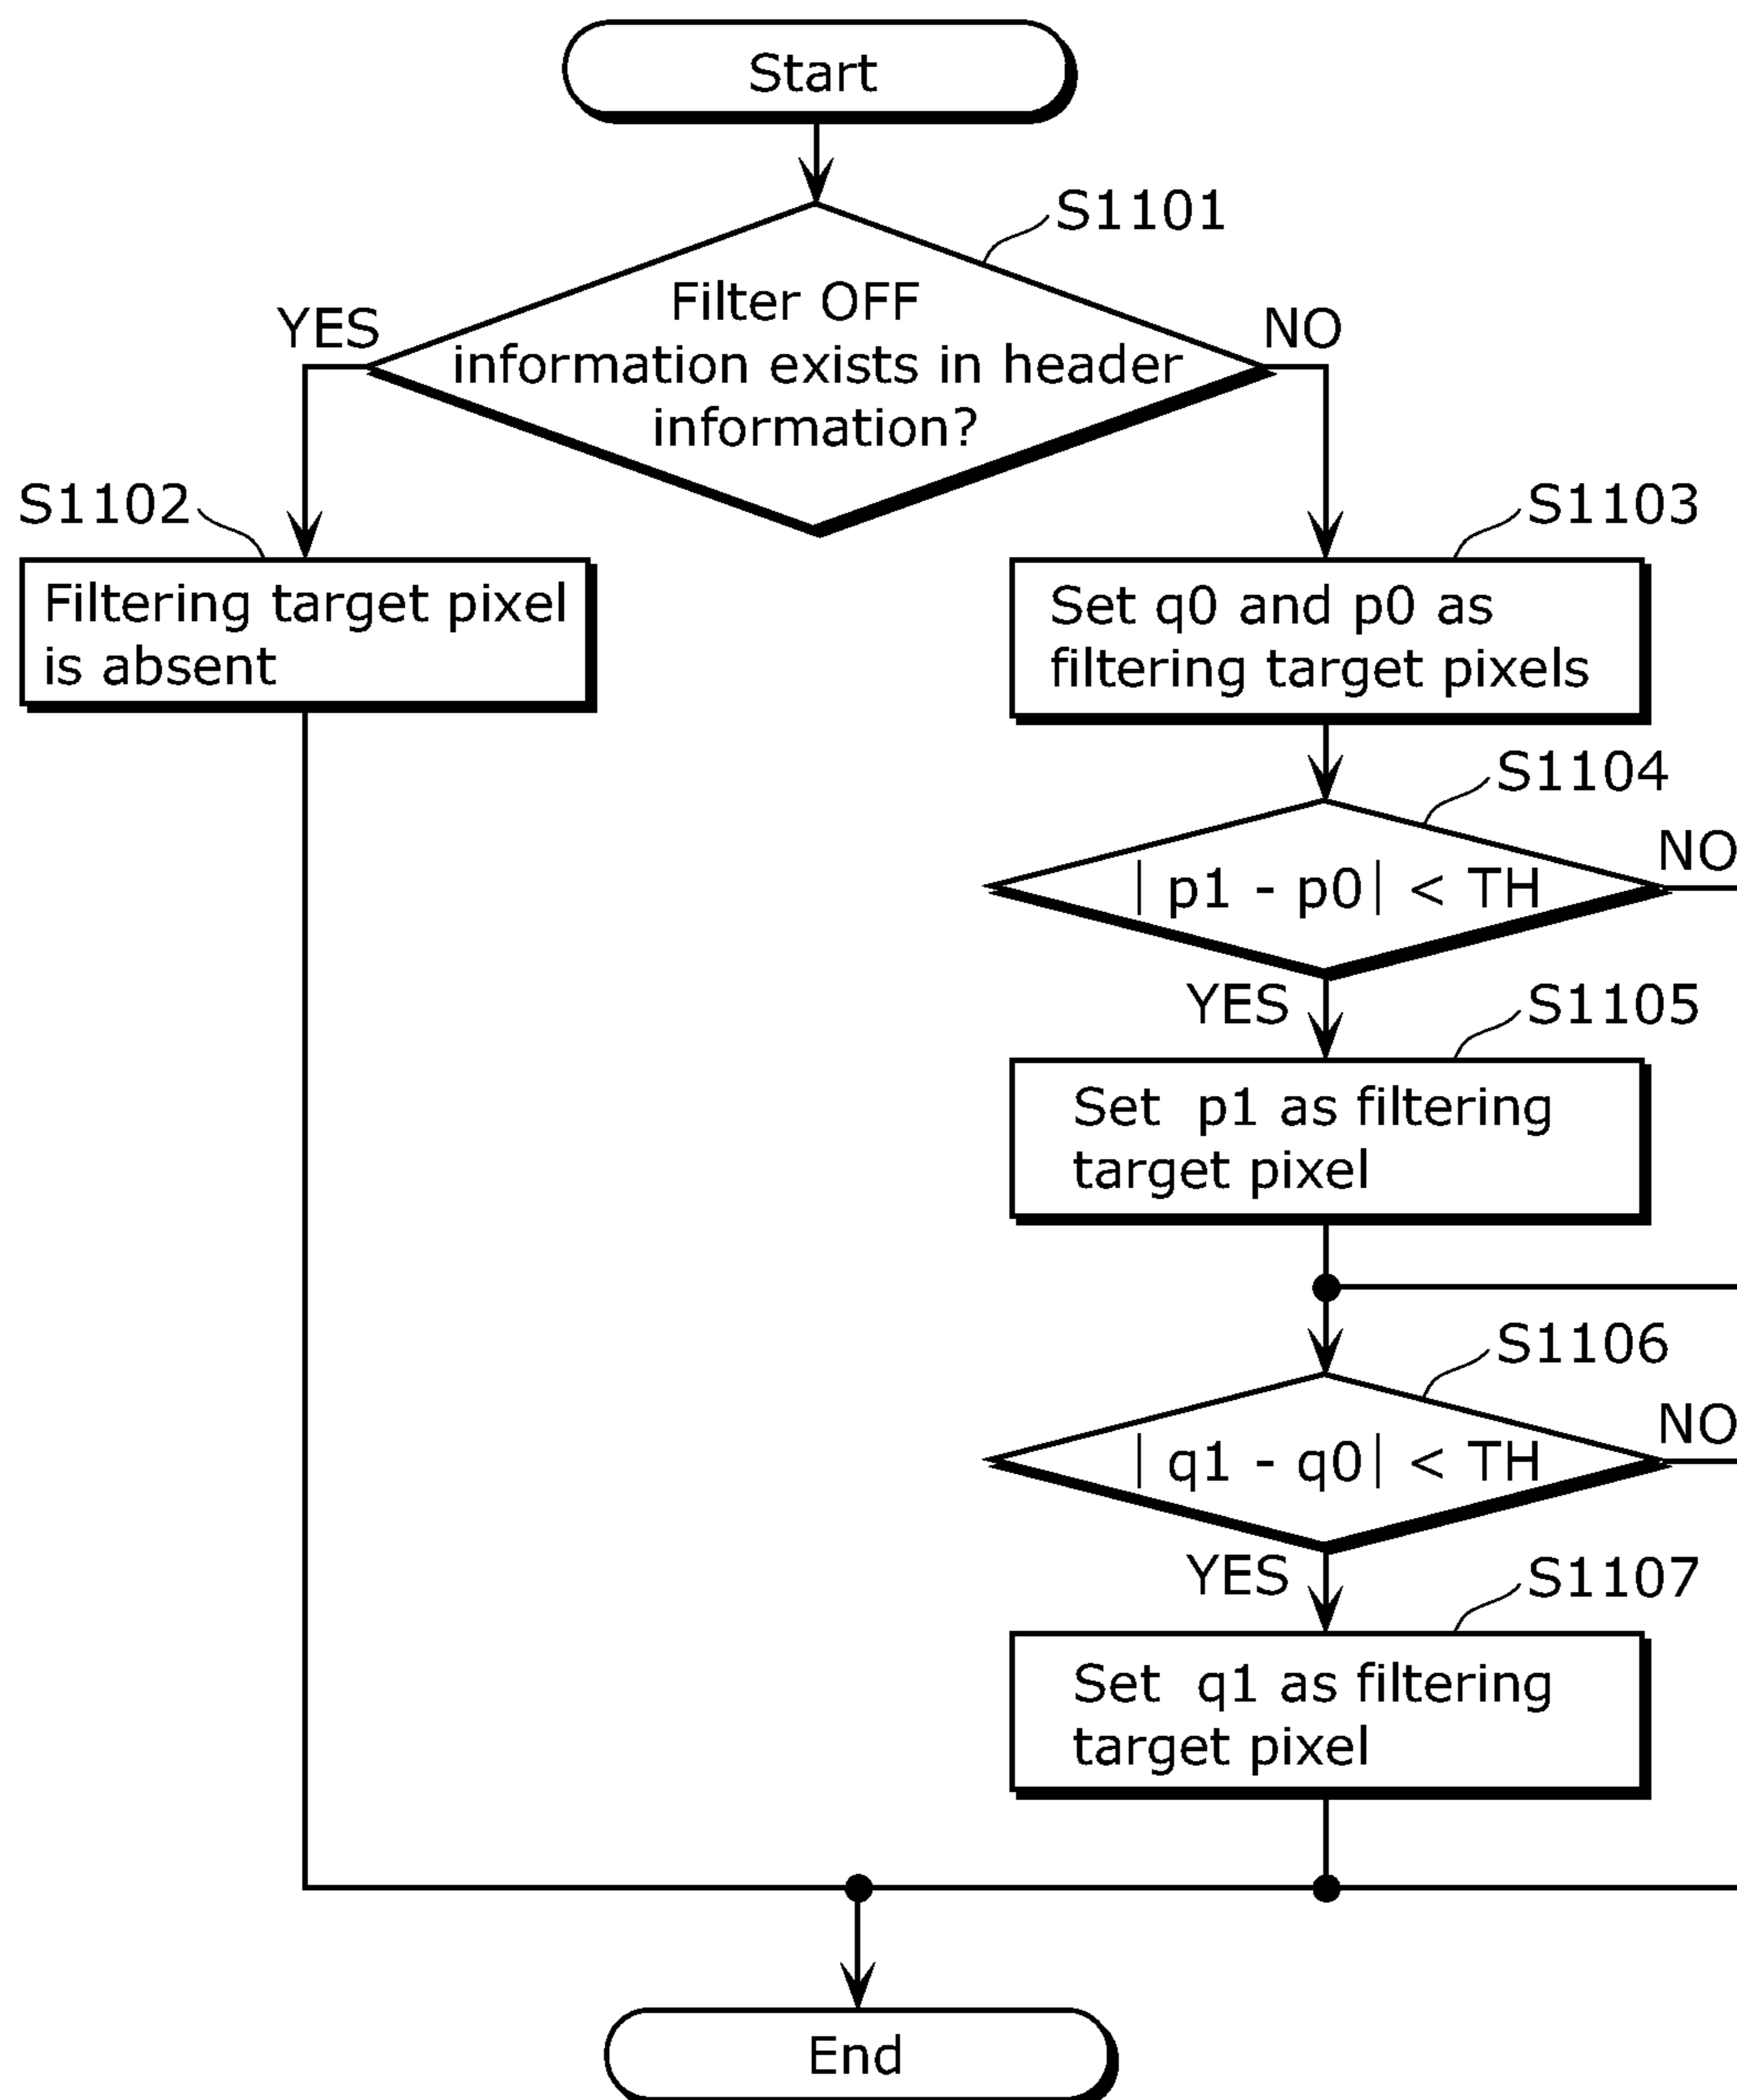 Start
S1101
Filter OFF
information exists in header
information?
YES
NO
S1102
Filtering target pixel
is absent
S1103
Set q0 and p0 as
filtering target pixels
S1104
| p1 - p0| < TH
NO
YES
S1105
Set  p1 as filtering
target pixel
S1106
| q1 - q0| < TH
NO
YES
S1107
Set  q1 as filtering
target pixel
End